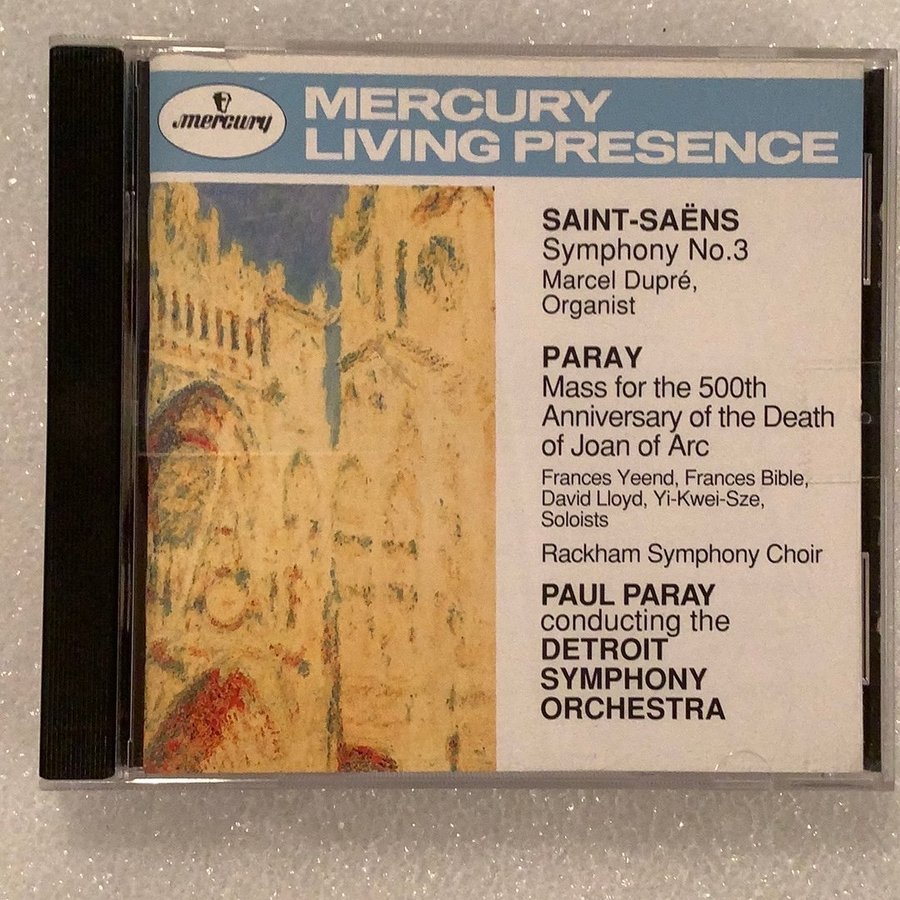 mercury
MERCURY
LIVING PRESENCE
SAINT-SAËNS
Symphony No.3
Marcel Dupré,
Organist
PARAY
Mass for the 500th
Anniversary of the Death
of Joan of Arc
Frances Yeend, Frances Bible,
David Lloyd, Yi-Kwei-Sze,
Soloists
Rackham Symphony Choir
PAUL PARAY
conducting the
DETROIT
SYMPHONY
ORCHESTRA